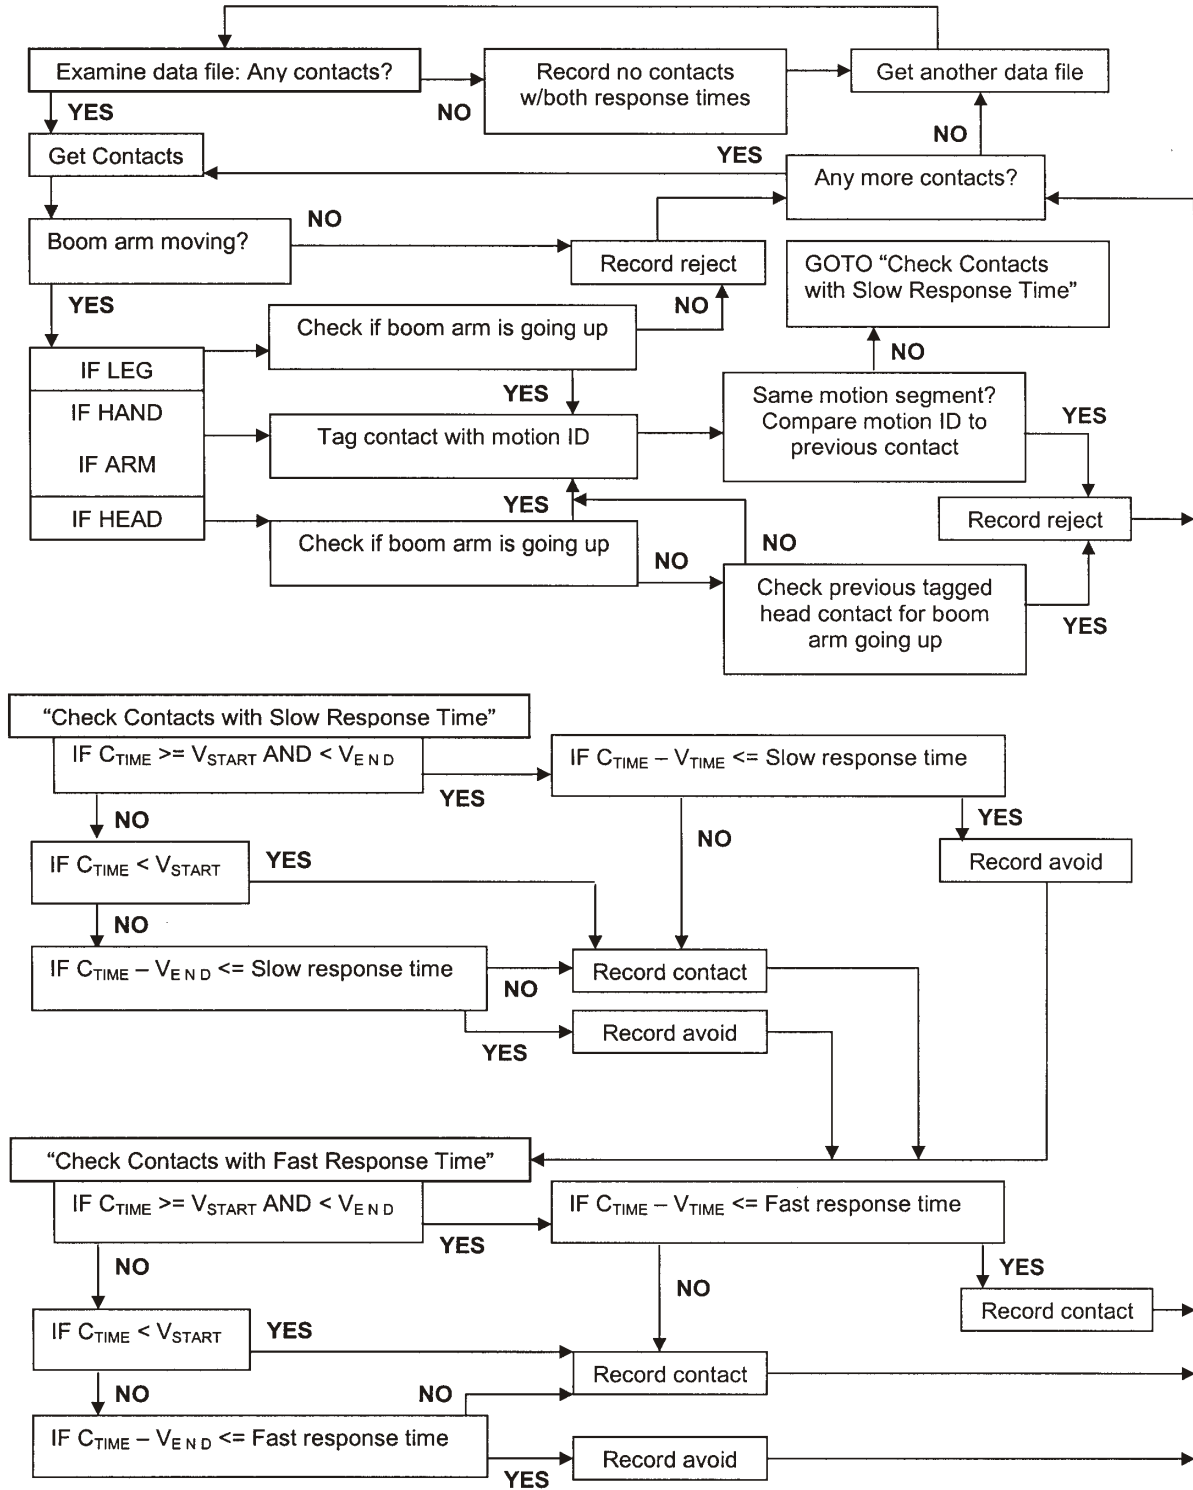 Examine data file: Any contacts?
Record no contacts
w/both response times
Get another data file
YES
NO
Get Contacts
YES
NO
Any more contacts?
Boom arm moving?
NO
Record reject
GOTO “Check Contacts
with Slow Response Time”
YES
NO
Check if boom arm is going up
NO
IF LEG
YES
Same motion segment?
Compare motion ID to
previous contact
YES
IF HAND
Tag contact with motion ID
IF ARM
YES
Record reject
IF HEAD
Check if boom arm is going up
NO
NO
Check previous tagged
head contact for boom
arm going up
YES
“Check Contacts with Slow Response Time”
IF CTIME >= VSTART AND < VE N D
IF CTIME – VTIME <= Slow response time
YES
NO
YES
NO
IF CTIME < VSTART
YES
Record avoid
NO
IF CTIME – VE N D <= Slow response time
NO
Record contact
YES
Record avoid
“Check Contacts with Fast Response Time”
IF CTIME >= VSTART AND < VE N D
IF CTIME – VTIME <= Fast response time
YES
NO
YES
NO
Record contact
IF CTIME < VSTART
YES
Record contact
NO
NO
IF CTIME – VE N D <= Fast response time
YES
Record avoid